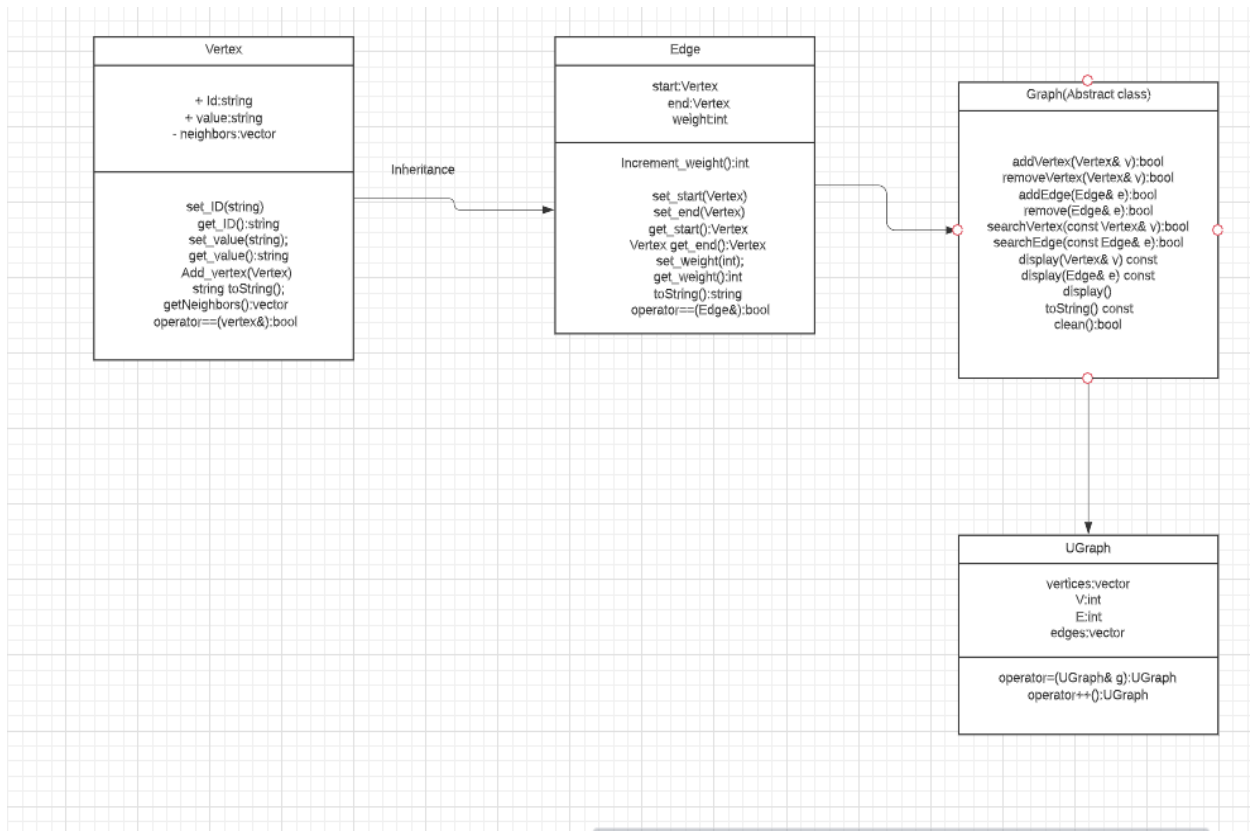 Vertex
+ Id:string
+ value:string
- neighbors:vector
set_ID(string)
get_ID():string
set_value(string);
get_value():string
Add_vertex(Vertex)
string toString();
getNeighbors():vector
operator==(vertex&):bool
Inheritance
Edge
start:Vertex
end:Vertex
weight:int
Increment_weight():int
set_start(Vertex)
set_end(Vertex)
get_start():Vertex
Vertex get_end():Vertex
set_weight(int);
get_weight():int
toString():string
operator==(Edge&):bool
Graph(Abstract class)
addVertex(Vertex& v):bool
removeVertex(Vertex& v):bool
addEdge(Edge& e):bool
remove(Edge& e):bool
searchVertex(const Vertex& v):bool
searchEdge(const Edge& e):bool
display(Vertex& v) const
display(Edge& e) const
display()
toString() const
clean():bool
UGraph
vertices:vector
V:int
E:int
edges:vector
operator=(UGraph& g):UGraph
operator++():UGraph